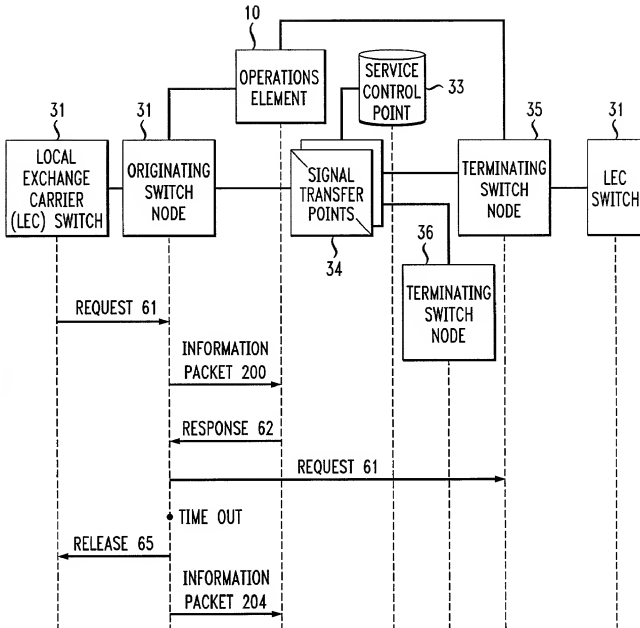 10
OPERATIONS
ELEMENT
SERVICE
CONTROL
POINT
33
31
LOCAL
EXCHANGE
CARRIER
(LEC) SWITCH
31
ORIGINATING
SWITCH
NODE
SIGNAL
TRANSFER
POINTS
34
35
TERMINATING
SWITCH
NODE
31
LEC
SWITCH
36
TERMINATING
SWITCH
NODE
REQUEST 61
INFORMATION
PACKET 200
RESPONSE 62
REQUEST 61
TIME OUT
RELEASE 65
INFORMATION
PACKET 204